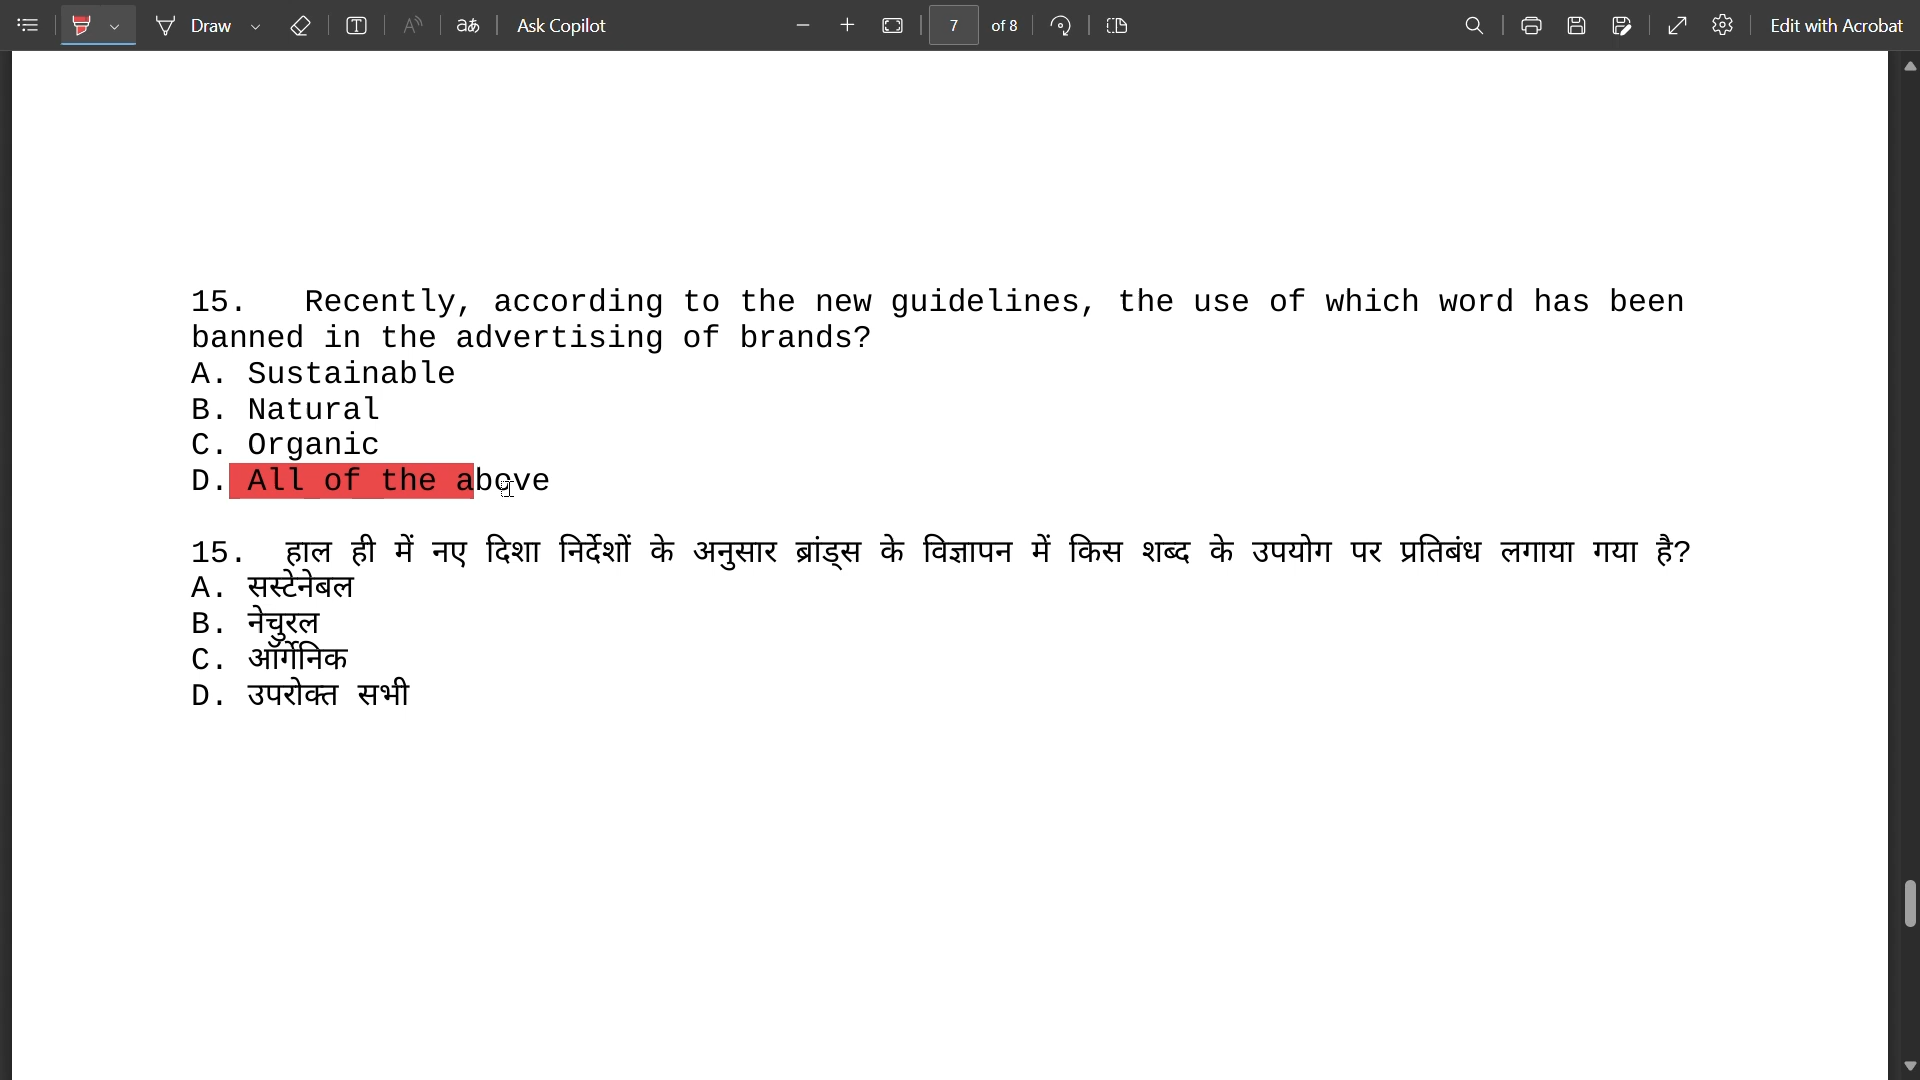 Draw
aあ
Ask Copilot
7
of 8
Edit with Acrobat
15. Recently, according to the new guidelines, the use of which word has been
banned in the advertising of brands?
A. Sustainable
B. Natural
C. Organic
D. All of the above
15. हाल ही में नए दिशा निर्देशों के अनुसार ब्रांड्स के विज्ञापन में किस शब्द के उपयोग पर प्रतिबंध लगाया गया है?
A. सस्टेनेबल
B. नेचुरल
C. ऑर्गेनिक
D. उपरोक्त सभी